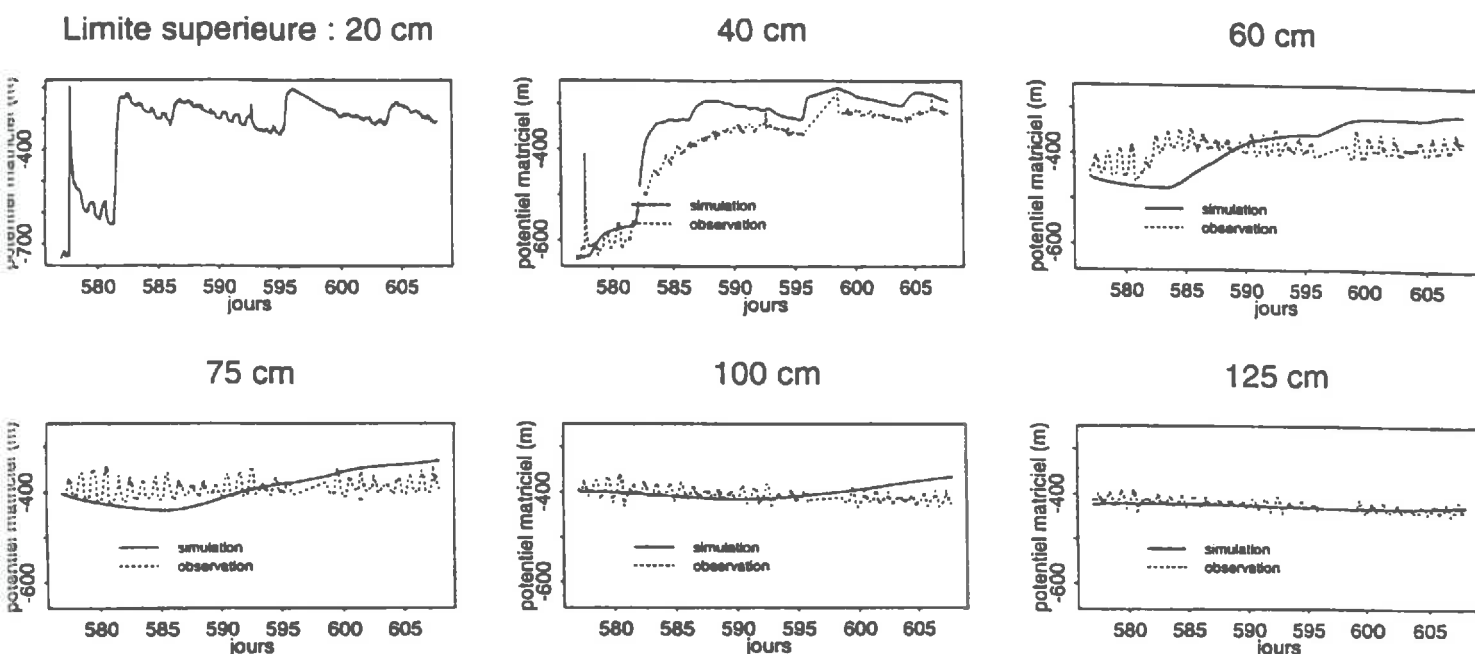 Limite superieure : 20 cm
40 cm
60 cm
potentiel matriciel (m)
-400
-700
580 585 590 595 600 605
jours
potentiel matriciel (m)
-400
-600
simulation
observation
580 585 590 595 600 605
jours
potentiel matriciel (m)
-400
-600
simulation
observation
580 585 590 595 600 605
jours
75 cm
100 cm
125 cm
potentiel matriciel (m)
-400
-600
simulation
observation
580 585 590 595 600 605
jours
potentiel matriciel (m)
-400
-600
simulation
observation
580 585 590 595 600 605
jours
potentiel matriciel (m)
-400
-600
simulation
observation
580 585 590 595 600 605
jours